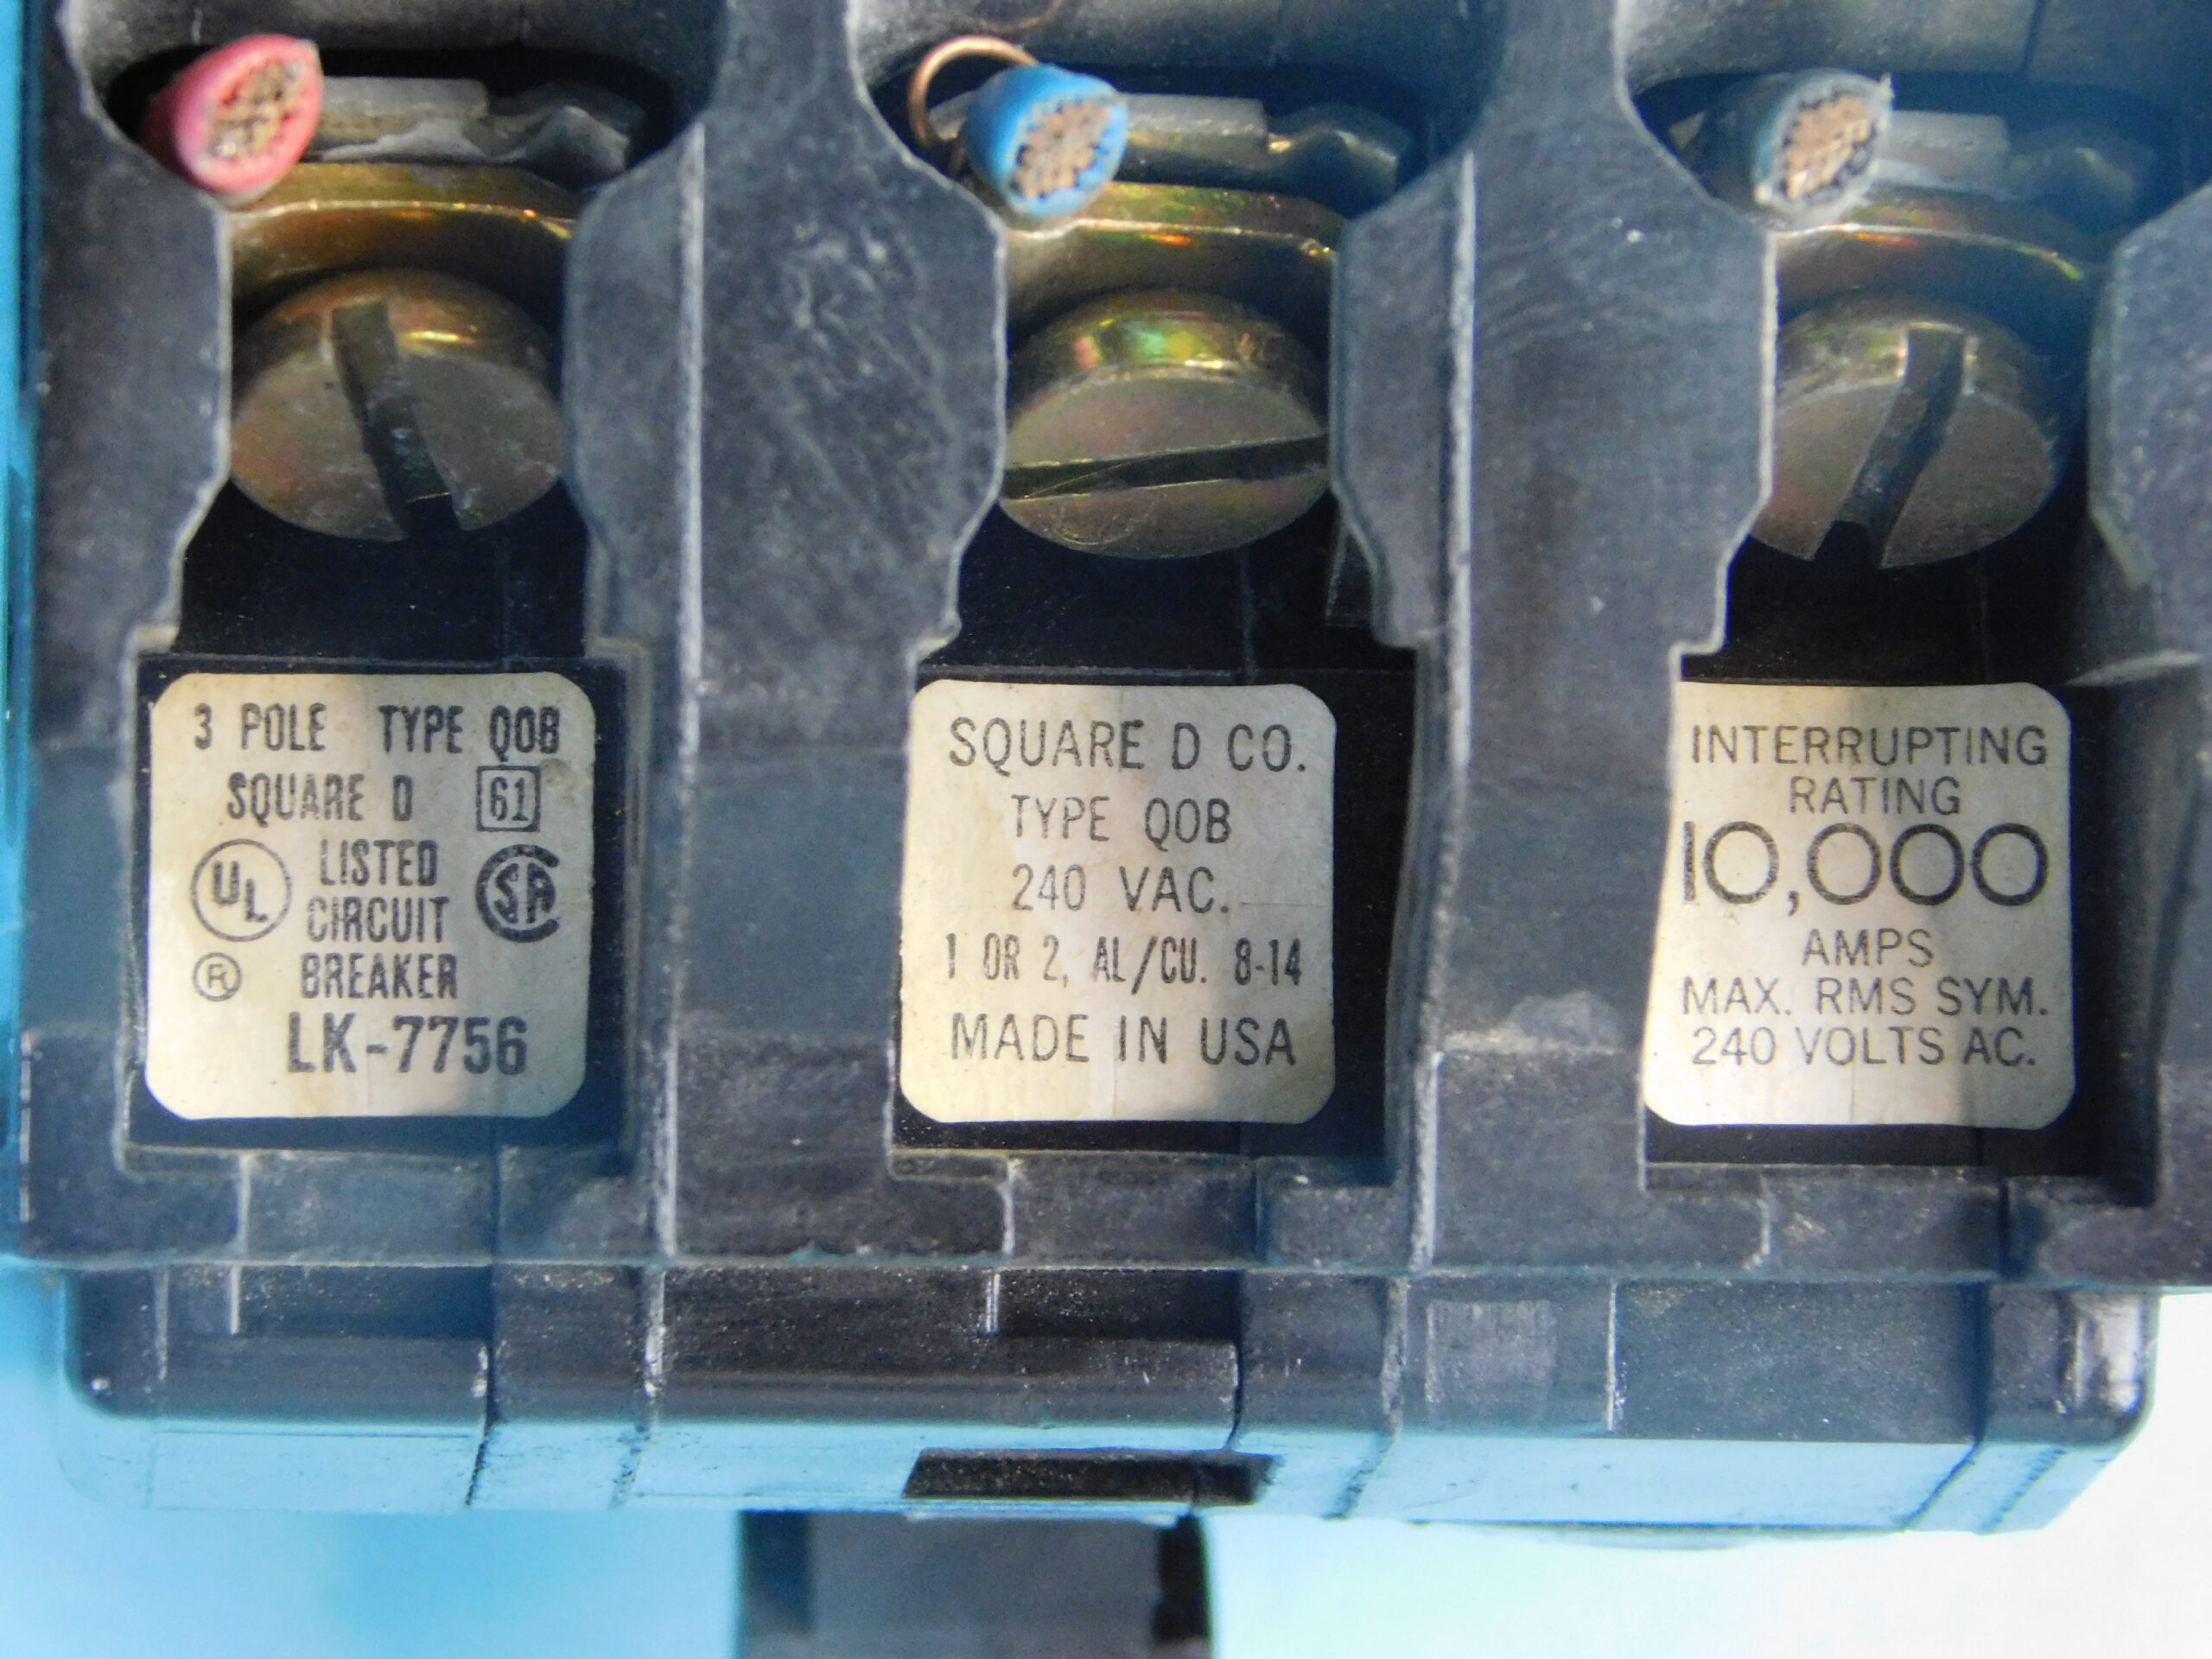 3 POLE TYPE QOB
SQUARE D 61
UL LISTED SA
CIRCUIT
® BREAKER
LK-7756
SQUARE D CO.
TYPE QOB
240 VAC.
1 OR 2, AL/CU. 8-14
MADE IN USA
INTERRUPTING
RATING
10,000
AMPS
MAX. RMS SYM.
240 VOLTS AC.